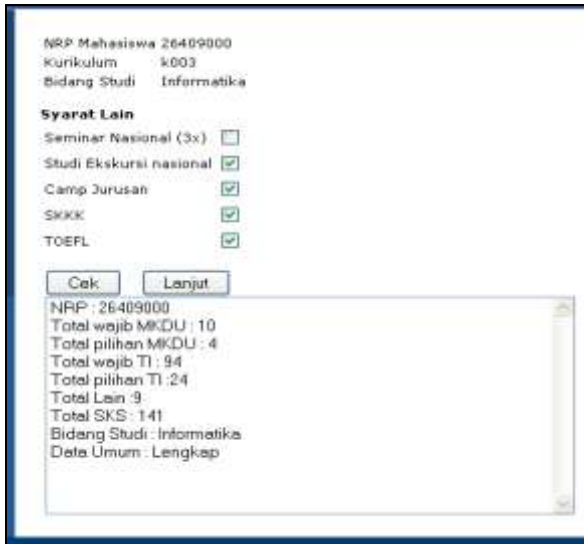 NRP Mahasiswa 26409000
Kurikulum k003
Bidang Studi Informatika
Syarat Lain
Seminar Nasional (3x)
Studi Ekskursi nasional
Camp Jurusan
SKKK
TOEFL
Cek Lanjut
NRP : 26409000
Total wajib MKDU : 10
Total pilihan MKDU : 4
Total wajib TI : 94
Total pilihan TI :24
Total Lain :9
Total SKS : 141
Bidang Studi : Informatika
Data Umum : Lengkap